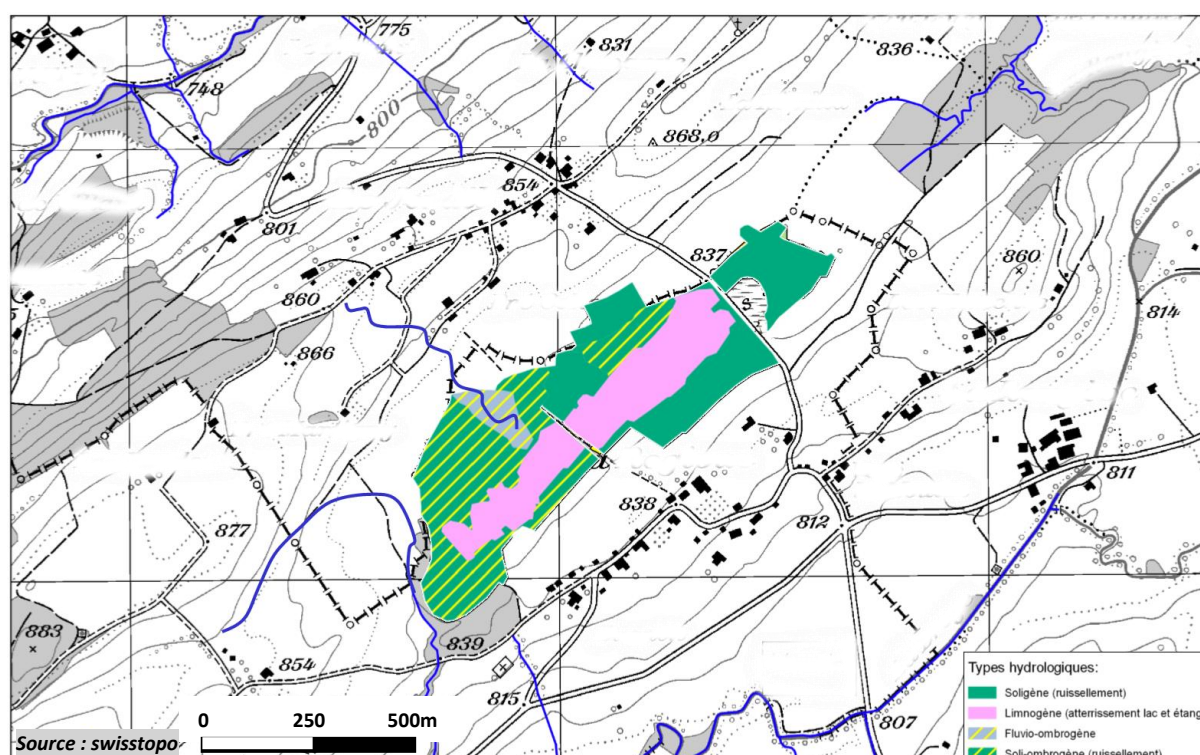 775
831
836
748
800
868,0
854
801
837
860
860
814
866
S
l
a
838
811
812
877
883
839
854
815
807
Types hydrologiques:
Soligène (ruissellement)
Limnogène (atterrissement lac et étang
Fluvio-ombrogène
Soli-ombrogène (ruissellement)
0 250 500m
Source : swisstopo